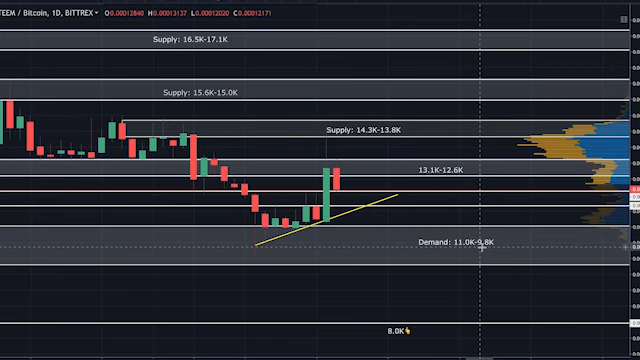 TEEM / Bitcoin, 1D, BITTREX O0.00012840 H0.00013137 L0.00012020 C0.00012171
Supply: 16.5K-17.1K
Supply: 15.6K-15.0K
Supply: 14.3K-13.8K
13.1K-12.6K
Demand: 11.0K-9.8K
8.0K👆